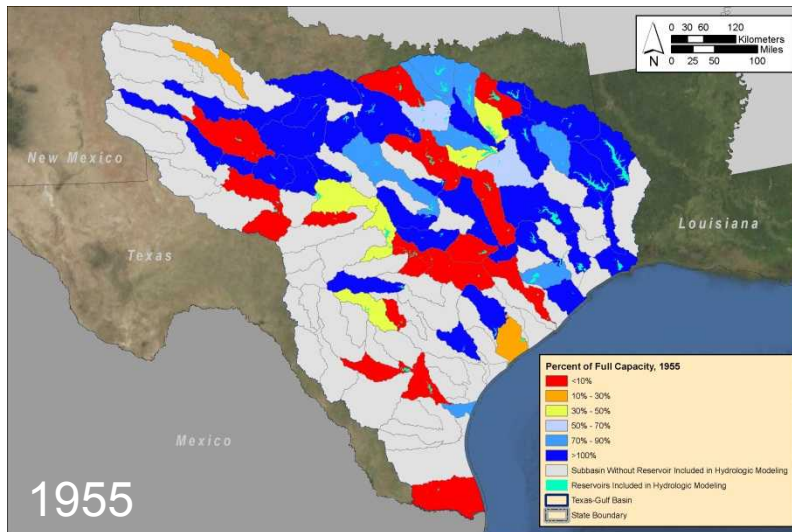 0 30 60 120
Kilometers
Miles
0 25 50 100
N
New Mexico
Texas
Louisiana
Mexico
1955
Percent of Full Capacity, 1955
<10%
10% - 30%
30% - 50%
50% - 70%
70% - 90%
>100%
Subbasin Without Reservoir Included in Hydrologic Modeling
Reservoirs Included in Hydrologic Modeling
Texas-Gulf Basin
State Boundary